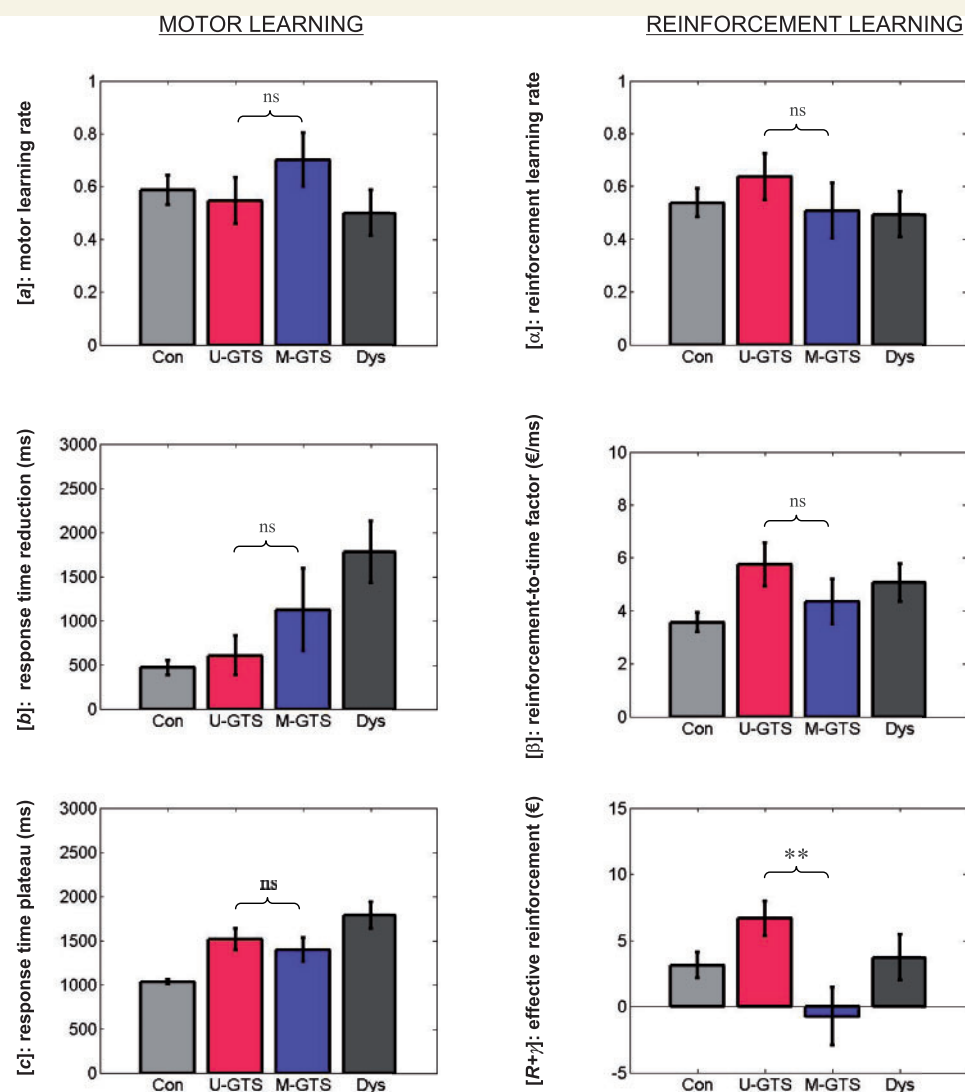 MOTOR LEARNING
[a]: motor learning rate
1
0.8
0.6
0.4
0.2
0
ns
Con U-GTS M-GTS Dys
[b]: response time reduction (ms)
3000
2500
2000
1500
1000
500
0
ns
Con U-GTS M-GTS Dys
[c]: response time plateau (ms)
3000
2500
2000
1500
1000
500
0
ns
Con U-GTS M-GTS Dys
REINFORCEMENT LEARNING
[α]: reinforcement learning rate
1
0.8
0.6
0.4
0.2
0
ns
Con U-GTS M-GTS Dys
[β]: reinforcement-to-time factor (€/ms)
10
8
6
4
2
0
ns
Con U-GTS M-GTS Dys
[R+γ]: effective reinforcement (€)
15
10
5
0
-5
**
Con U-GTS M-GTS Dys